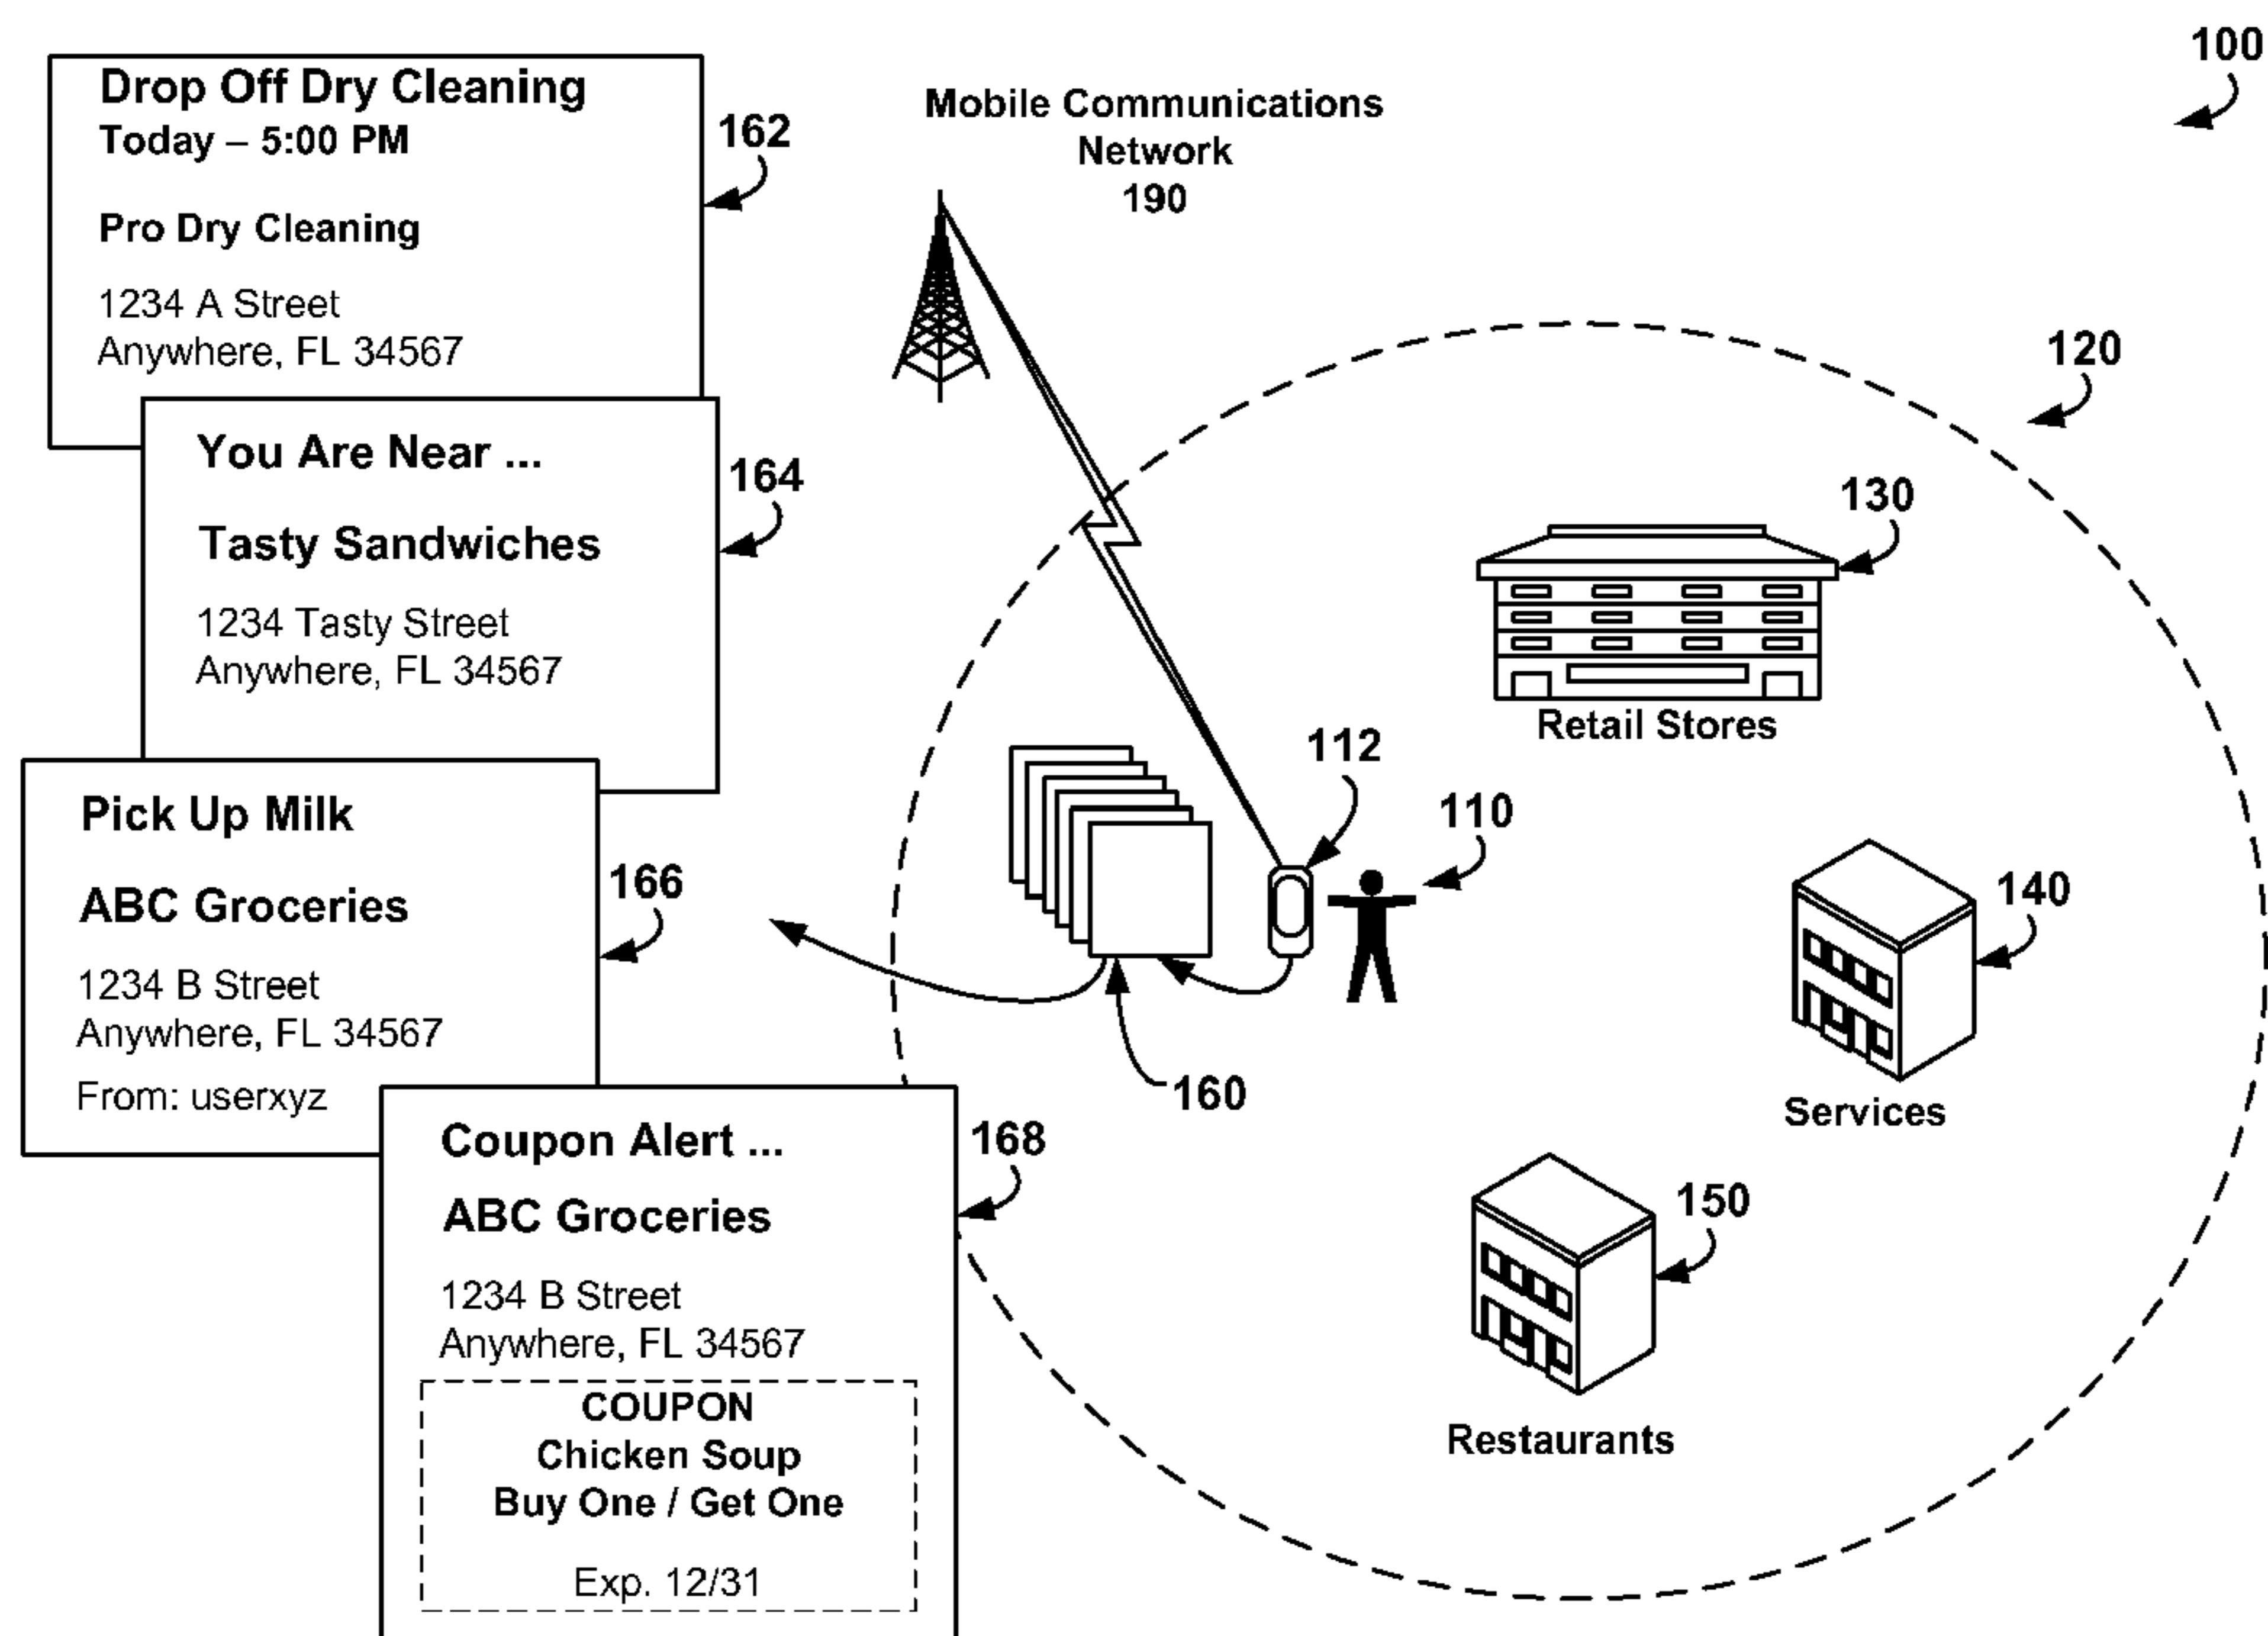 100
Drop Off Dry Cleaning
Today – 5:00 PM
Pro Dry Cleaning
1234 A Street
Anywhere, FL 34567
162
Mobile Communications
Network
190
120
You Are Near ...
Tasty Sandwiches
1234 Tasty Street
Anywhere, FL 34567
164
130
Retail Stores
112
110
Pick Up Milk
ABC Groceries
1234 B Street
Anywhere, FL 34567
From: userxyz
166
140
Services
160
Coupon Alert ...
ABC Groceries
1234 B Street
Anywhere, FL 34567
COUPON
Chicken Soup
Buy One / Get One
Exp. 12/31
168
150
Restaurants